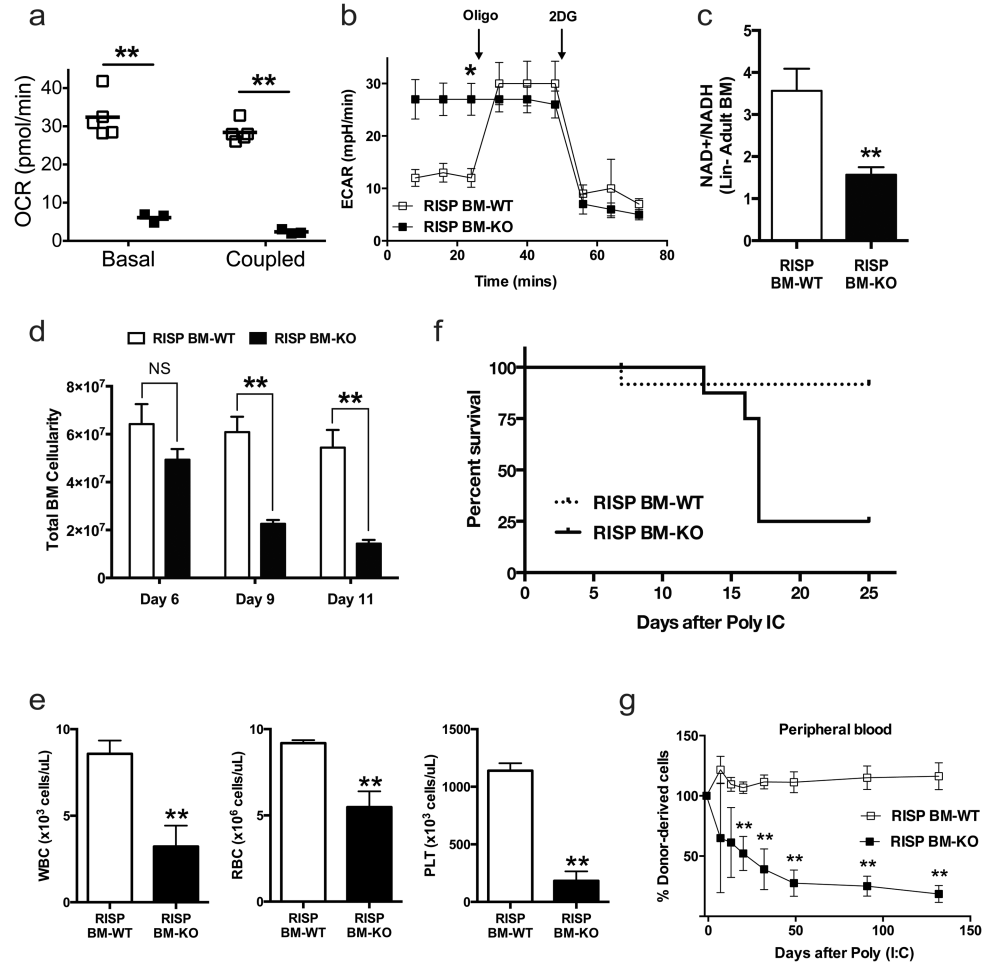 a
**
**
OCR (pmol/min)
40
30
20
10
0
Basal
Coupled
b
Oligo
2DG
*
ECAR (mpH/min)
30
20
10
0
RISP BM-WT
RISP BM-KO
0
20
40
60
80
Time (mins)
c
NAD+/NADH
(Lin- Adult BM)
5
4
3
2
1
0
**
RISP
BM-WT
RISP
BM-KO
d
RISP BM-WT
RISP BM-KO
Total BM Cellularity
8×10⁷
6×10⁷
4×10⁷
2×10⁷
0
NS
**
**
Day 6
Day 9
Day 11
f
Percent survival
100
75
50
25
0
RISP BM-WT
RISP BM-KO
0
5
10
15
20
25
Days after Poly IC
e
WBC (x10³ cells/uL)
10
5
0
**
RISP
BM-WT
RISP
BM-KO
RBC (x10⁶ cells/uL)
10
5
0
**
RISP
BM-WT
RISP
BM-KO
PLT (x10³ cells/uL)
1500
1000
500
0
**
RISP
BM-WT
RISP
BM-KO
g
Peripheral blood
% Donor-derived cells
150
100
50
RISP BM-WT
RISP BM-KO
**
**
**
**
**
0
50
100
150
Days after Poly (I:C)